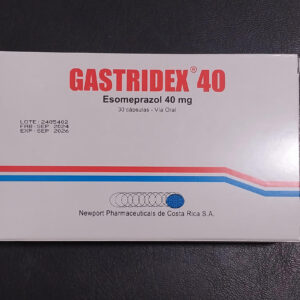 GASTRIDEX® 40
Esomeprazol 40 mg
30 cápsulas - Vía Oral
LOTE: 2405402
FAB: SEP. 2024
EXP: SEP. 2026
Newport Pharmaceuticals de Costa Rica S.A.